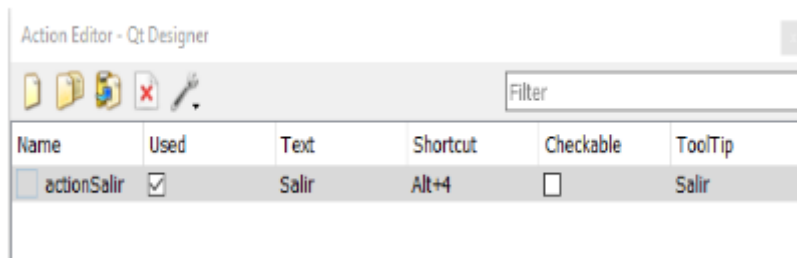 Action Editor - Qt Designer
Filter
Name Used Text Shortcut Checkable ToolTip
actionSalir Salir Alt+4 Salir